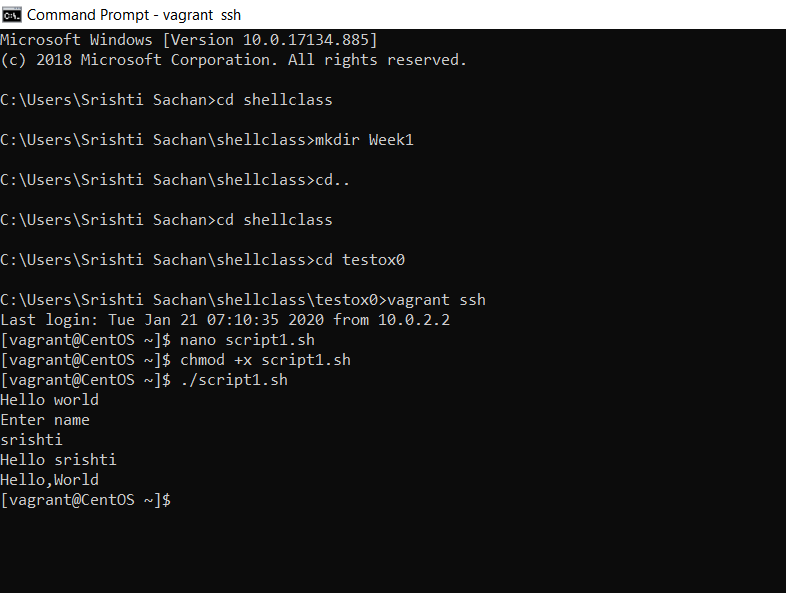 Command Prompt - vagrant  ssh
Microsoft Windows [Version 10.0.17134.885]
(c) 2018 Microsoft Corporation. All rights reserved.
C:\Users\Srishti Sachan>cd shellclass
C:\Users\Srishti Sachan\shellclass>mkdir Week1
C:\Users\Srishti Sachan\shellclass>cd..
C:\Users\Srishti Sachan>cd shellclass
C:\Users\Srishti Sachan\shellclass>cd testox0
C:\Users\Srishti Sachan\shellclass\testox0>vagrant ssh
Last login: Tue Jan 21 07:10:35 2020 from 10.0.2.2
[vagrant@CentOS ~]$ nano script1.sh
[vagrant@CentOS ~]$ chmod +x script1.sh
[vagrant@CentOS ~]$ ./script1.sh
Hello world
Enter name
srishti
Hello srishti
Hello,World
[vagrant@CentOS ~]$